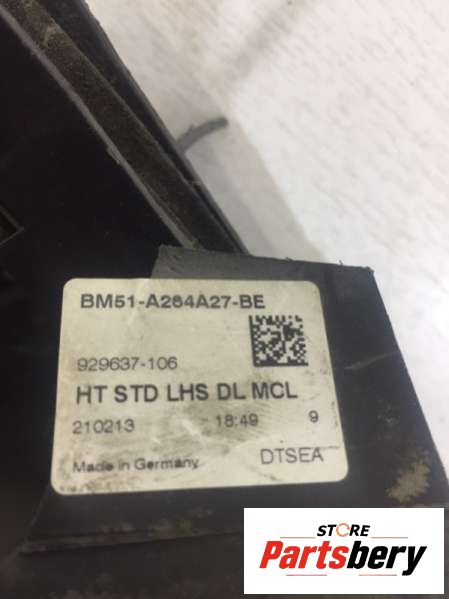 BM51-A264A27-BE
929637-106
HT STD LHS DL MCL
210213 18:49 9
Made in Germany DTSEA
STORE
Partsbery